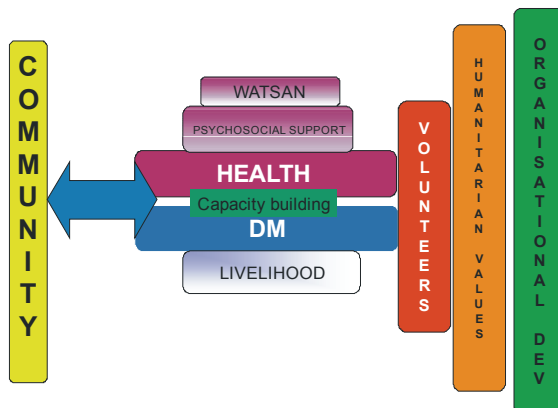 COMMUNITY
WATSAN
PSYCHOSOCIAL SUPPORT
HEALTH
Capacity building
DM
LIVELIHOOD
VOLUNTEERS
HUMANITARIAN VALUES
ORGANISATIONAL DEV